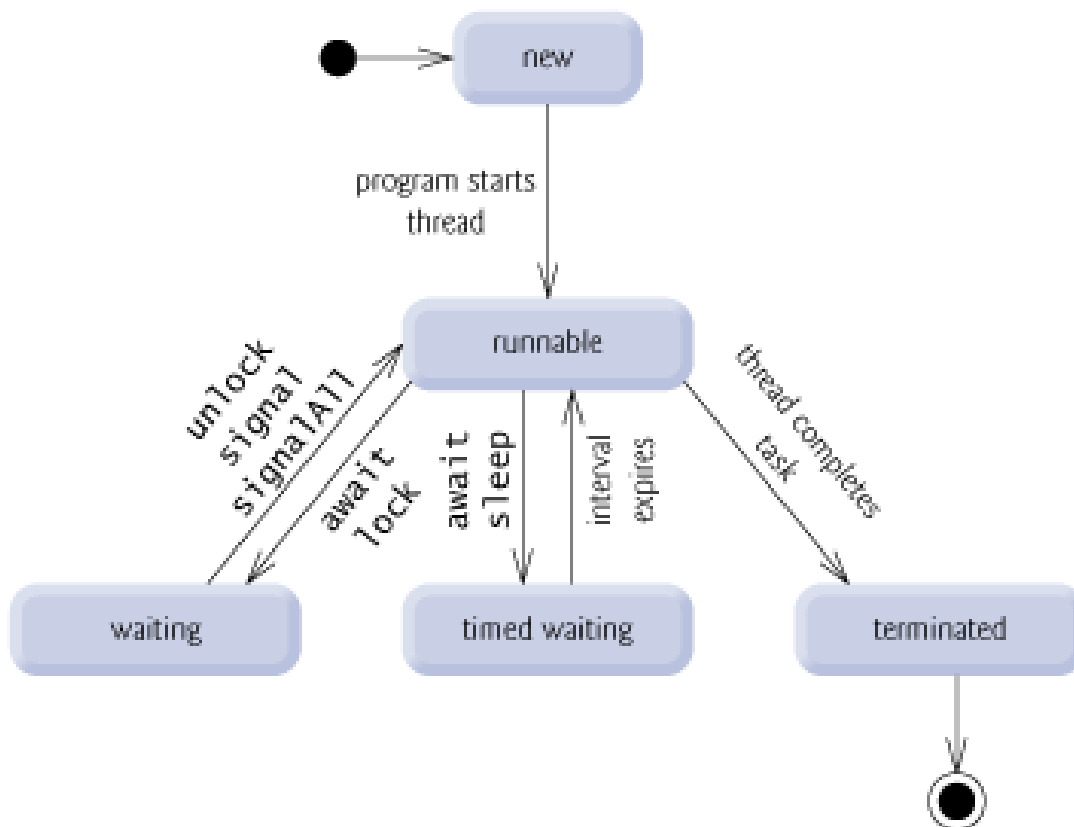 new
program starts
thread
runnable
unlock
signal
signalAll
await
lock
await
sleep
interval
expires
thread completes
task
waiting
timed waiting
terminated